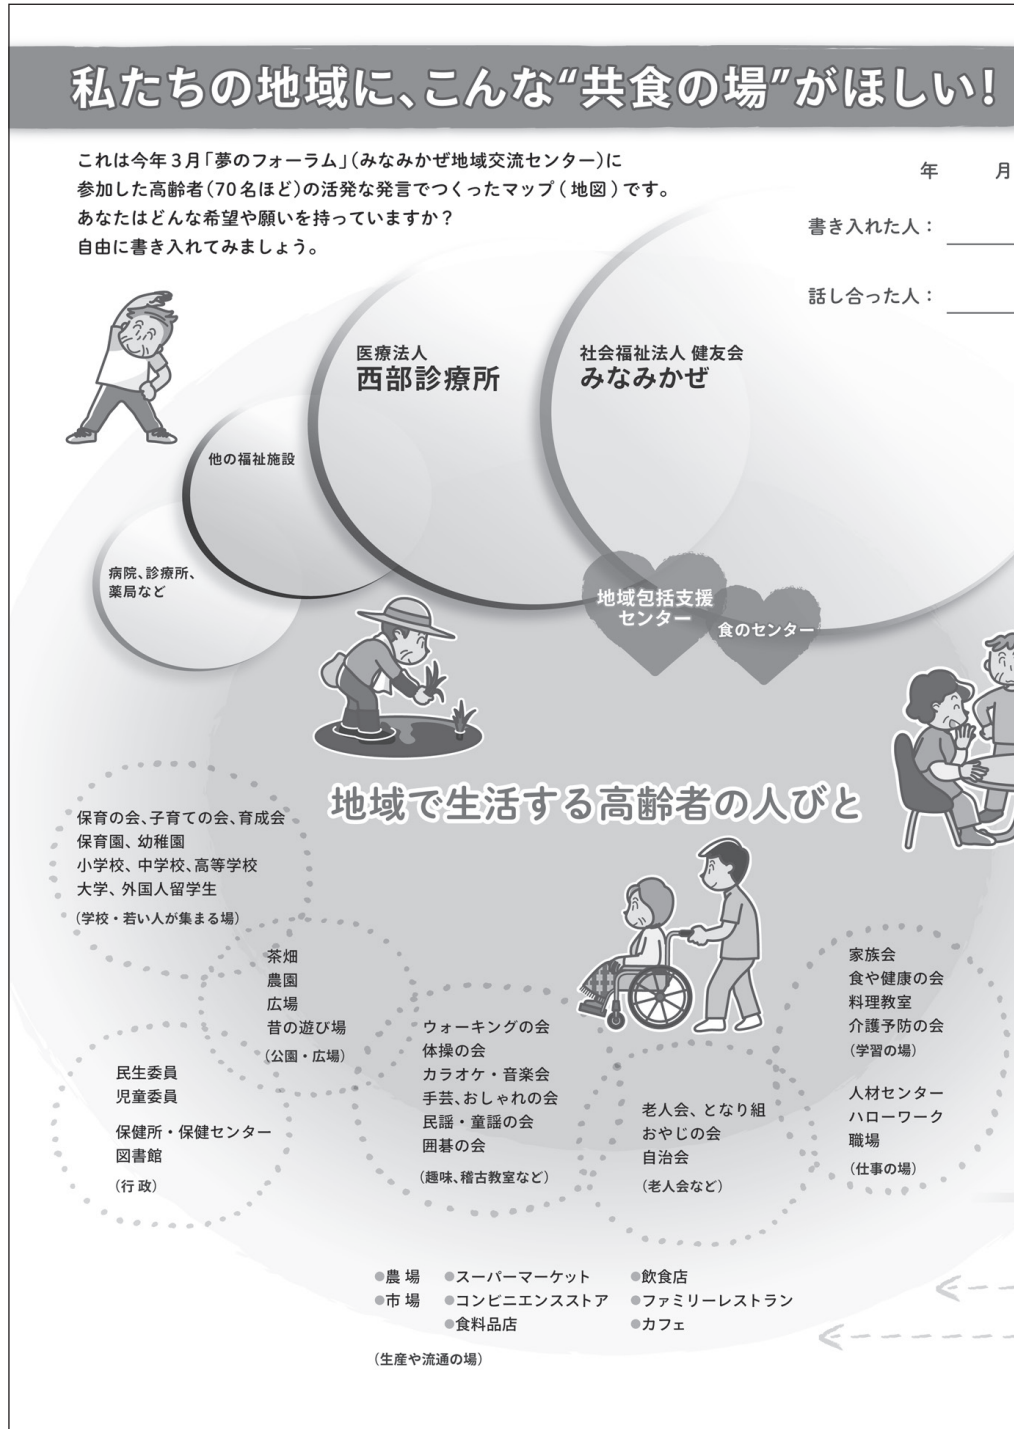 私たちの地域に、こんな“共食の場”がほしい！
これは今年３月「夢のフォーラム」（みなみかぜ地域交流センター）に
参加した高齢者（70名ほど）の活発な発言でつくったマップ（地図）です。
あなたはどんな希望や願いを持っていますか？
自由に書き入れてみましょう。
年　月
書き入れた人：
話し合った人：
医療法人
西部診療所
社会福祉法人 健友会
みなみかぜ
他の福祉施設
病院、診療所、
薬局など
地域包括支援
センター
食のセンター
地域で生活する高齢者の人びと
保育の会、子育ての会、育成会
保育園、幼稚園
小学校、中学校、高等学校
大学、外国人留学生
（学校・若い人が集まる場）
茶畑
農園
広場
昔の遊び場
（公園・広場）
民生委員
児童委員
保健所・保健センター
図書館
（行 政）
ウォーキングの会
体操の会
カラオケ・音楽会
手芸、おしゃれの会
民謡・童謡の会
囲碁の会
（趣味、稽古教室など）
老人会、となり組
おやじの会
自治会
（老人会など）
家族会
食や健康の会
料理教室
介護予防の会
（学習の場）
人材センター
ハローワーク
職場
（仕事の場）
●農 場
●市 場
●スーパーマーケット
●コンビニエンスストア
●食料品店
●飲食店
●ファミリーレストラン
●カフェ
（生産や流通の場）